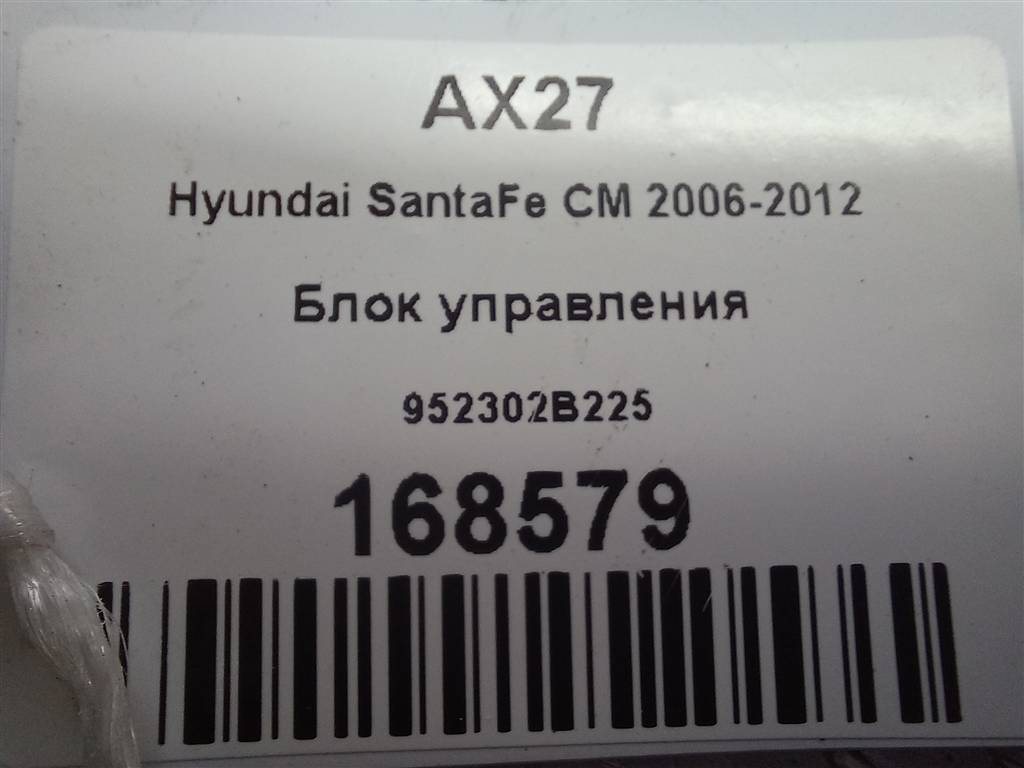 AX27
Hyundai SantaFe CM 2006-2012
Блок управления
952302B225
168579